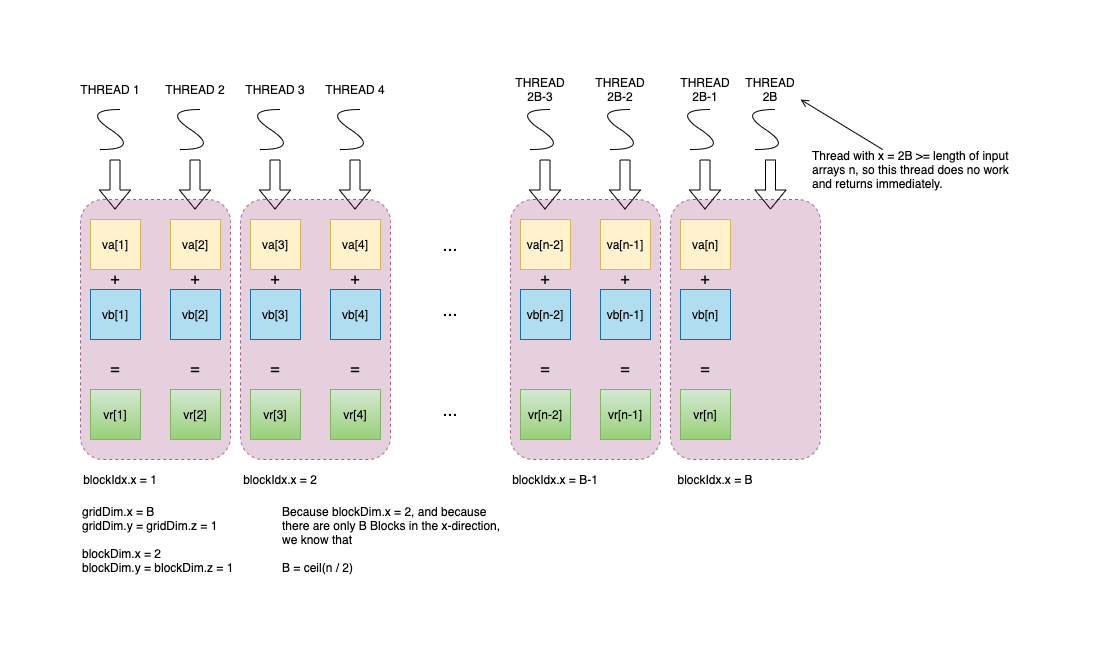 THREAD 1
THREAD 2
THREAD 3
THREAD 4
THREAD
2B-3
THREAD
2B-2
THREAD
2B-1
THREAD
2B
Thread with x = 2B >= length of input
arrays n, so this thread does no work
and returns immediately.
va[1]
va[2]
va[3]
va[4]
...
va[n-2]
va[n-1]
va[n]
+
+
+
+
+
+
+
vb[1]
vb[2]
vb[3]
vb[4]
...
vb[n-2]
vb[n-1]
vb[n]
=
=
=
=
=
=
=
vr[1]
vr[2]
vr[3]
vr[4]
...
vr[n-2]
vr[n-1]
vr[n]
blockIdx.x = 1
blockIdx.x = 2
blockIdx.x = B-1
blockIdx.x = B
gridDim.x = B
gridDim.y = gridDim.z = 1
blockDim.x = 2
blockDim.y = blockDim.z = 1
Because blockDim.x = 2, and because
there are only B Blocks in the x-direction,
we know that
B = ceil(n / 2)